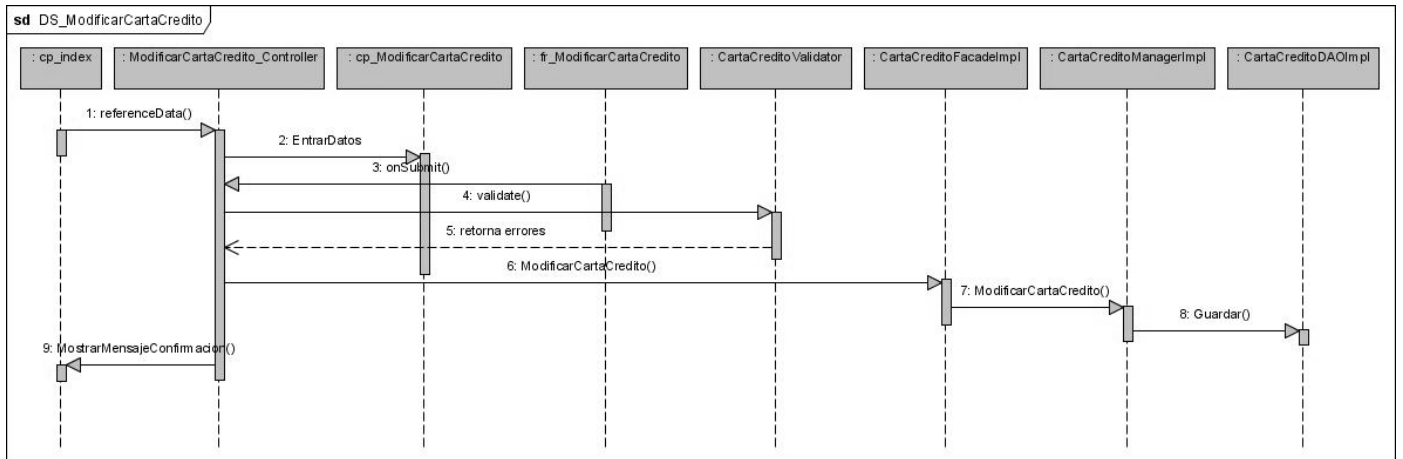 sd DS_ModificarCartaCredito
: cp_index
: ModificarCartaCredito_Controller
: cp_ModificarCartaCredito
: fr_ModificarCartaCredito
: CartaCreditoValidator
: CartaCreditoFacadeImpl
: CartaCreditoManagerImpl
: CartaCreditoDAOImpl
1: referenceData()
2: EntrarDatos
3: onSubmit()
4: validate()
5: retorna errores
6: ModificarCartaCredito()
7: ModificarCartaCredito()
8: Guardar()
9: MostrarMensajeConfirmacion()